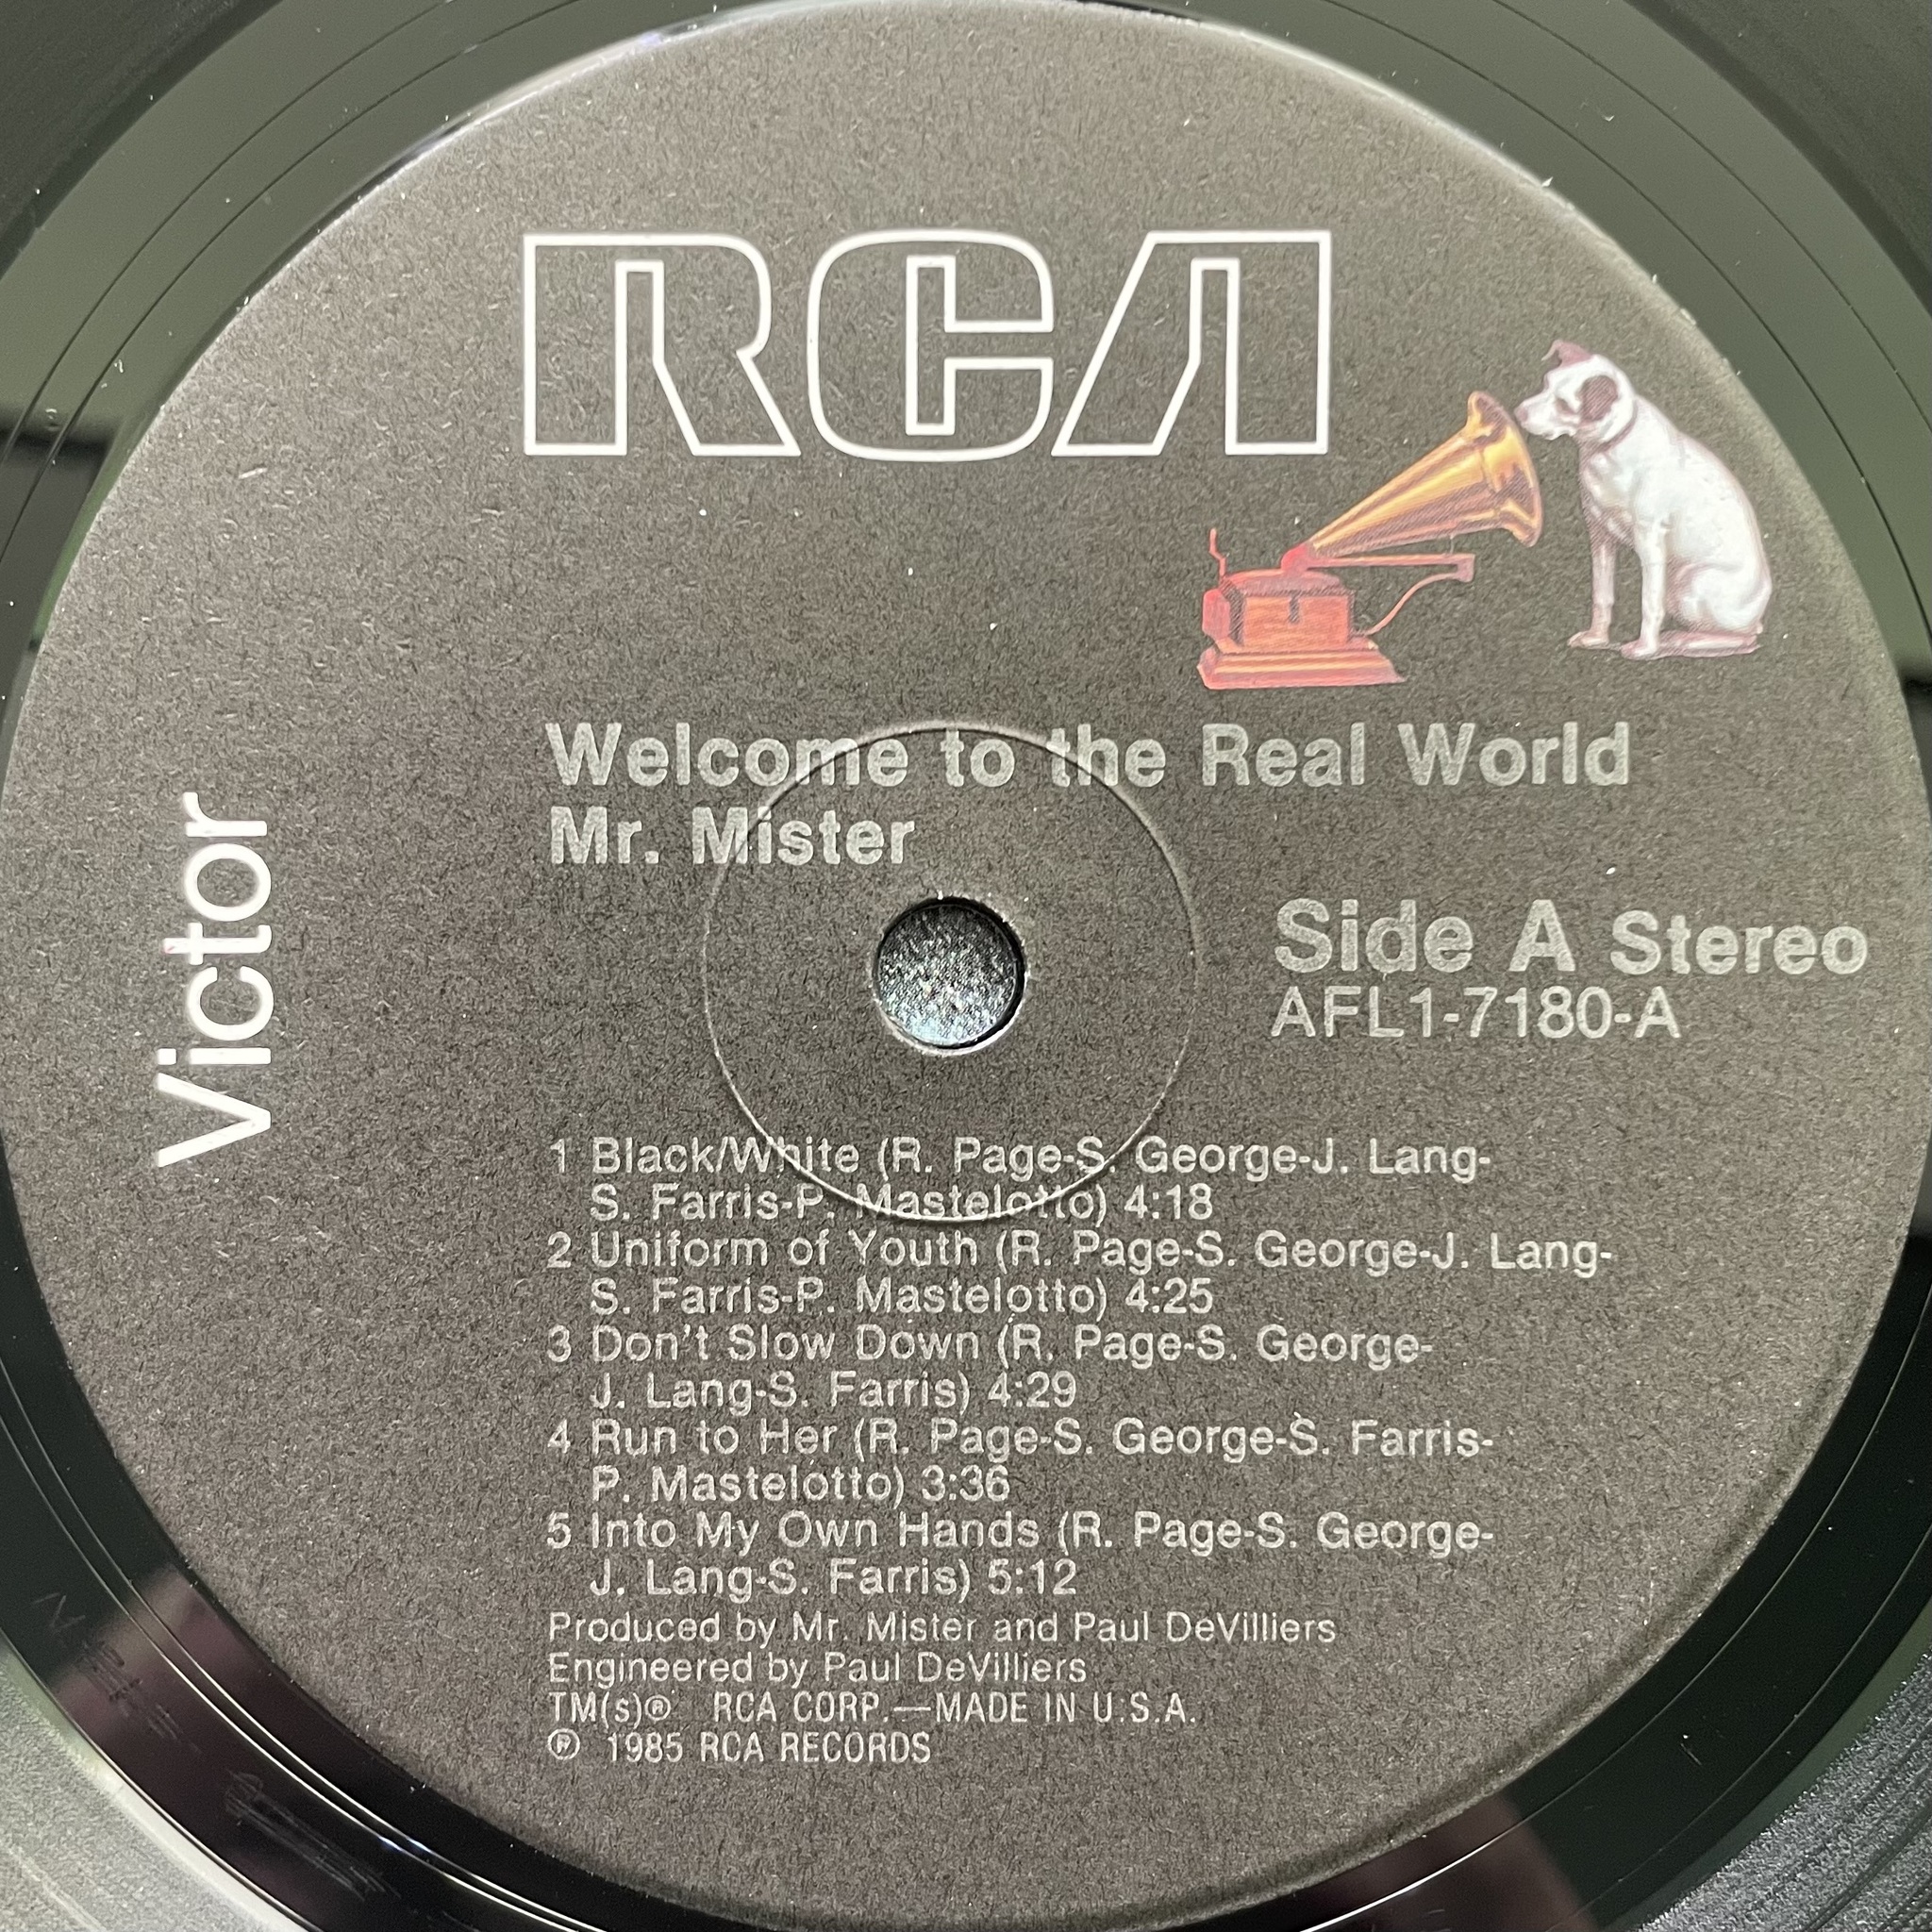 RCA
Victor
Welcome to the Real World
Mr. Mister
Side A Stereo
AFL1-7180-A
1 Black/White (R. Page-S. George-J. Lang-
S. Farris-P. Mastelotto) 4:18
2 Uniform of Youth (R. Page-S. George-J. Lang-
S. Farris-P. Mastelotto) 4:25
3 Don't Slow Down (R. Page-S. George-
J. Lang-S. Farris) 4:29
4 Run to Her (R. Page-S. George-S. Farris-
P. Mastelotto) 3:36
5 Into My Own Hands (R. Page-S. George-
J. Lang-S. Farris) 5:12
Produced by Mr. Mister and Paul DeVilliers
Engineered by Paul DeVilliers
TM(s)® RCA CORP.—MADE IN U.S.A.
℗ 1985 RCA RECORDS